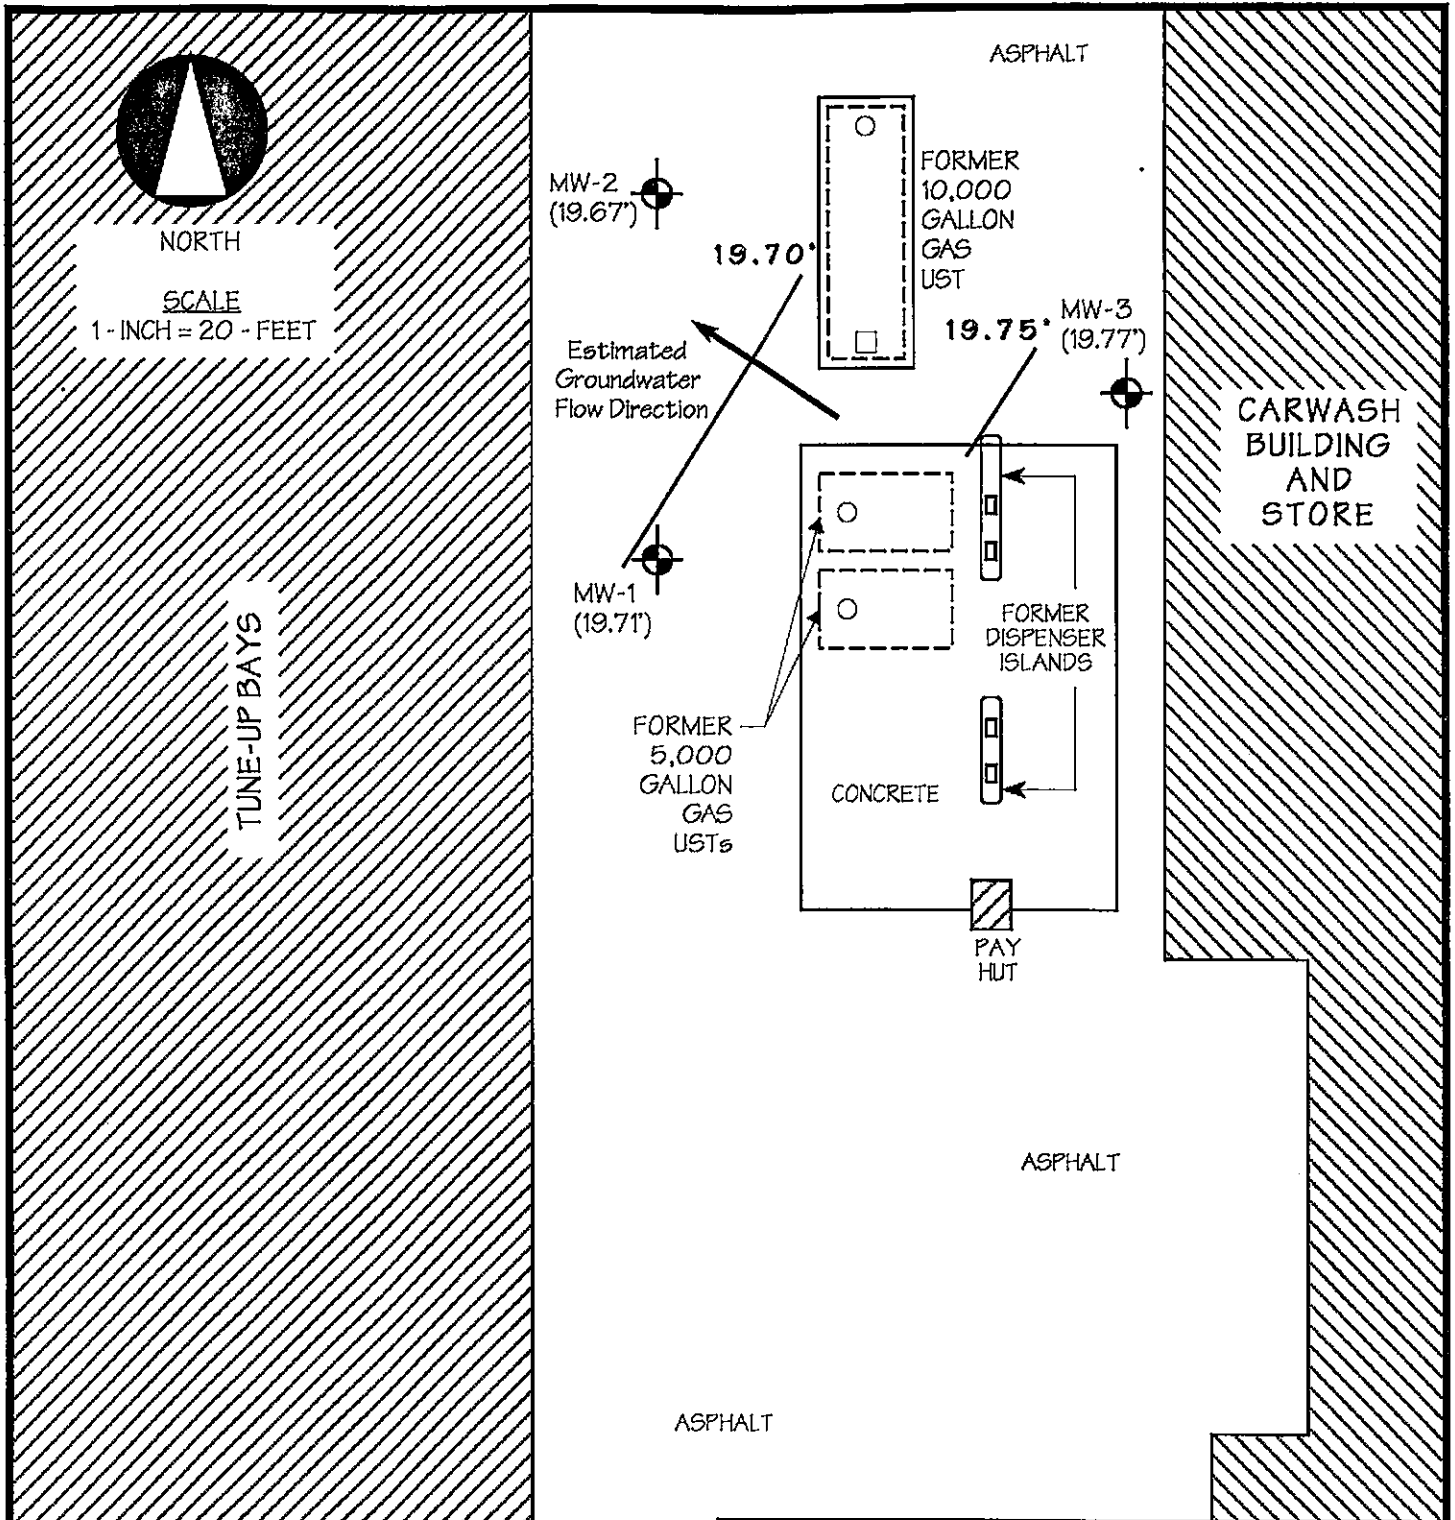 ASPHALT
NORTH
SCALE
1 - INCH = 20 - FEET
MW-2
(19.67')
19.70'
FORMER
10,000
GALLON
GAS
UST
19.75'
MW-3
(19.77')
Estimated
Groundwater
Flow Direction
CARWASH
BUILDING
AND
STORE
MW-1
(19.71')
TUNE-UP BAYS
FORMER
DISPENSER
ISLANDS
FORMER
5,000
GALLON
GAS
USTs
CONCRETE
PAY
HUT
ASPHALT
ASPHALT